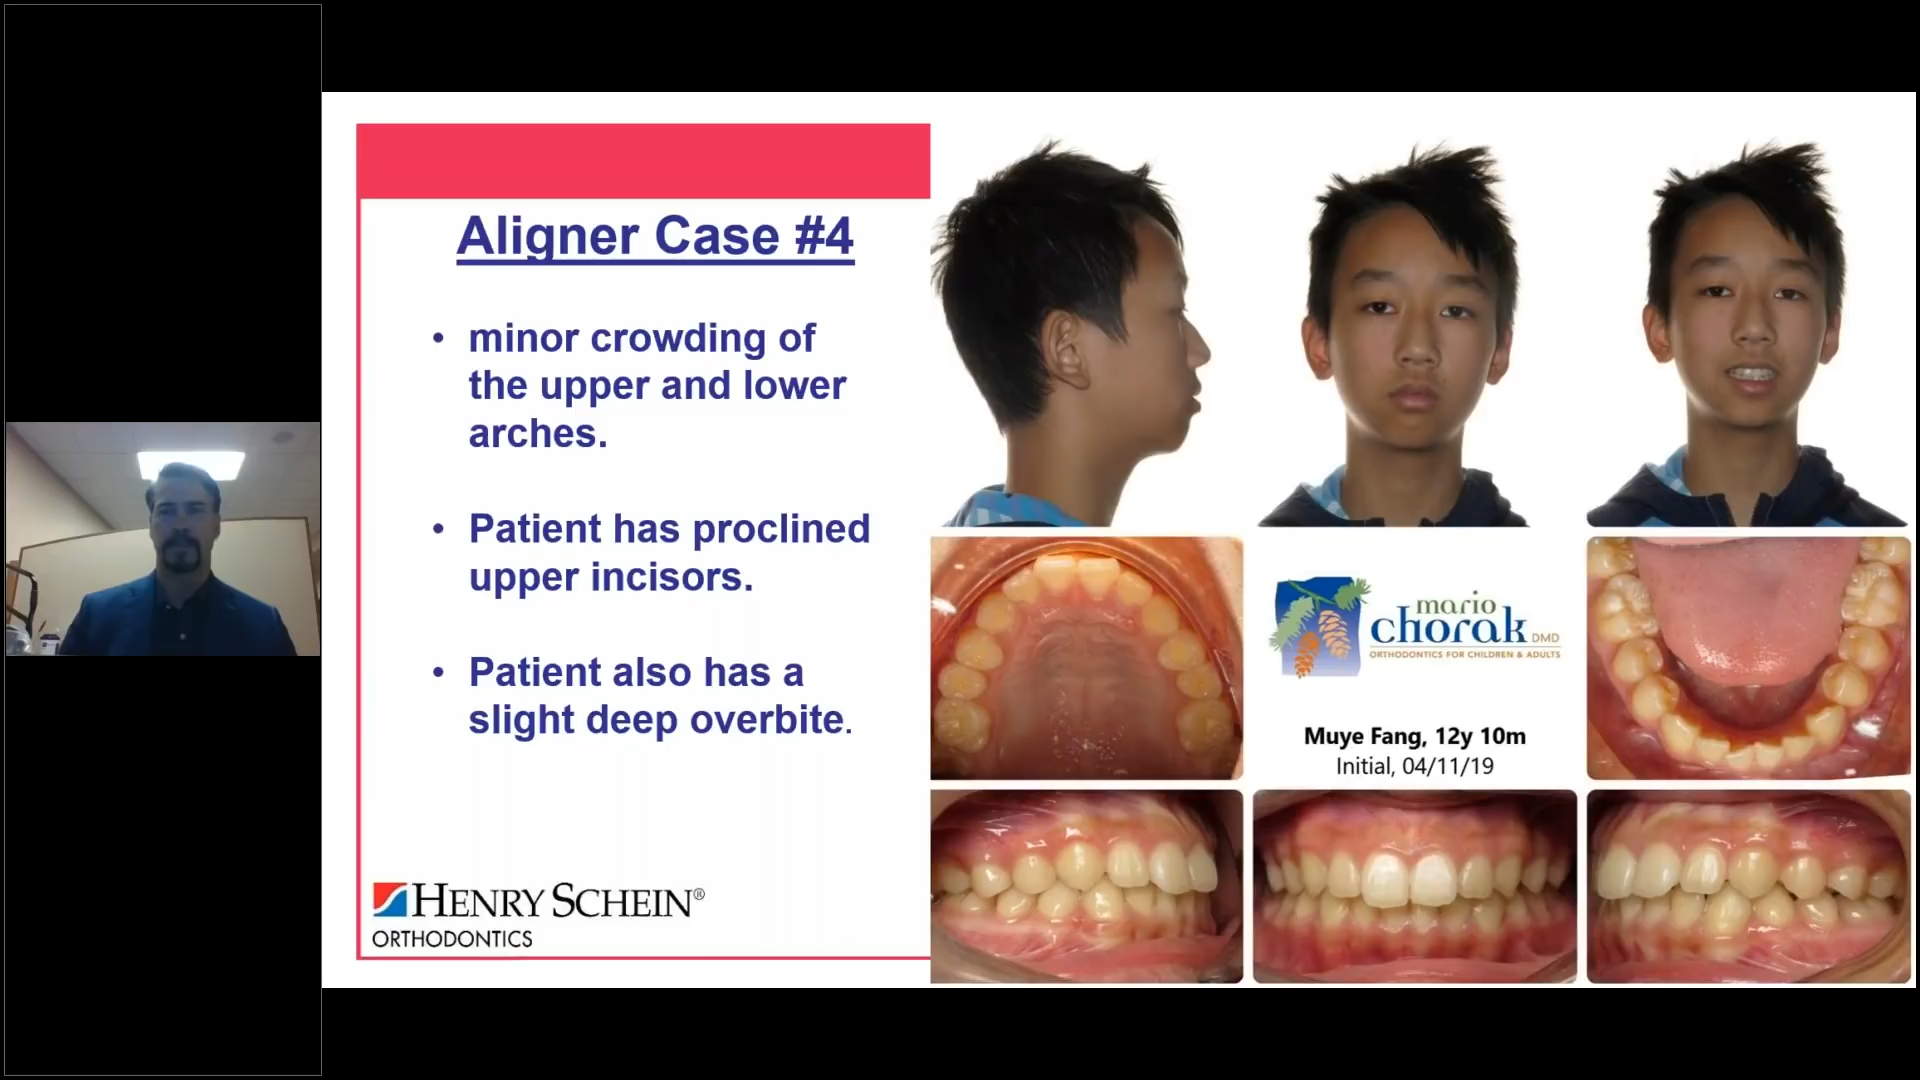 Aligner Case #4
• minor crowding of
the upper and lower
arches.
• Patient has proclined
upper incisors.
• Patient also has a
slight deep overbite.
HENRY SCHEIN®
ORTHODONTICS
mario
chorak DMD
ORTHODONTICS FOR CHILDREN & ADULTS
Muye Fang, 12y 10m
Initial, 04/11/19